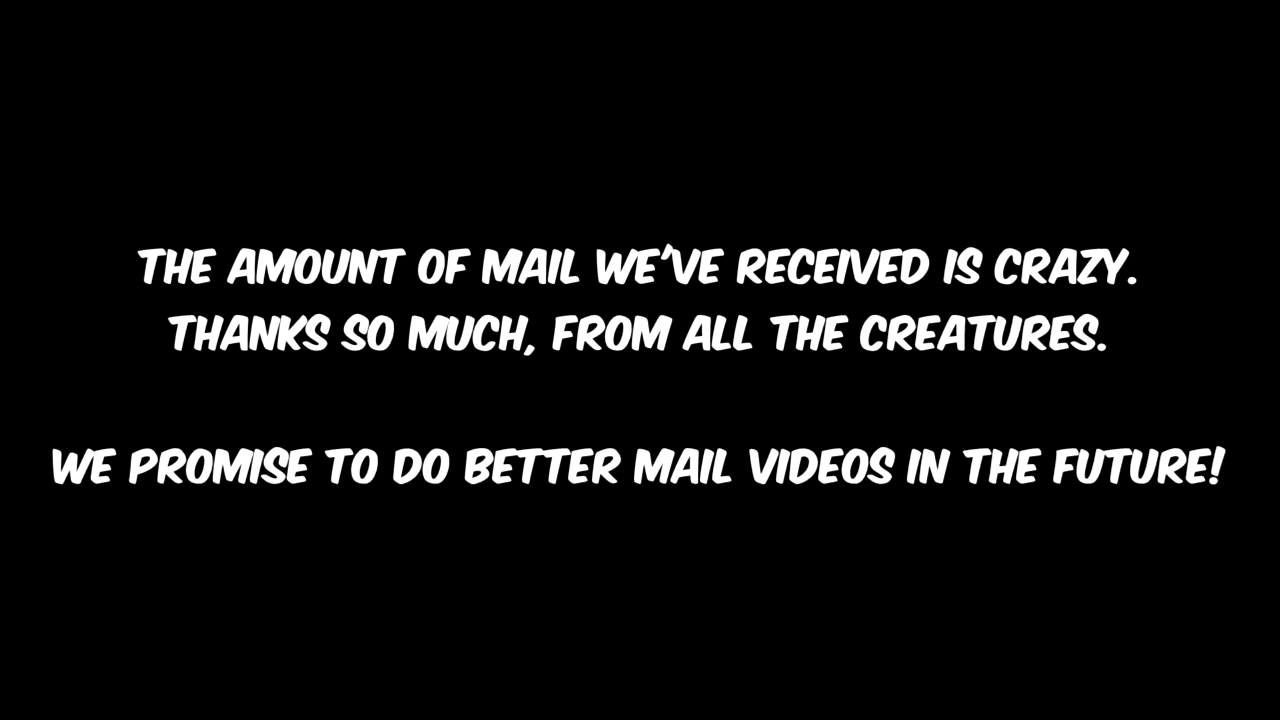 THE AMOUNT OF MAIL WE'VE RECEIVED IS CRAZY.
THANKS SO MUCH, FROM ALL THE CREATURES.
WE PROMISE TO DO BETTER MAIL VIDEOS IN THE FUTURE!